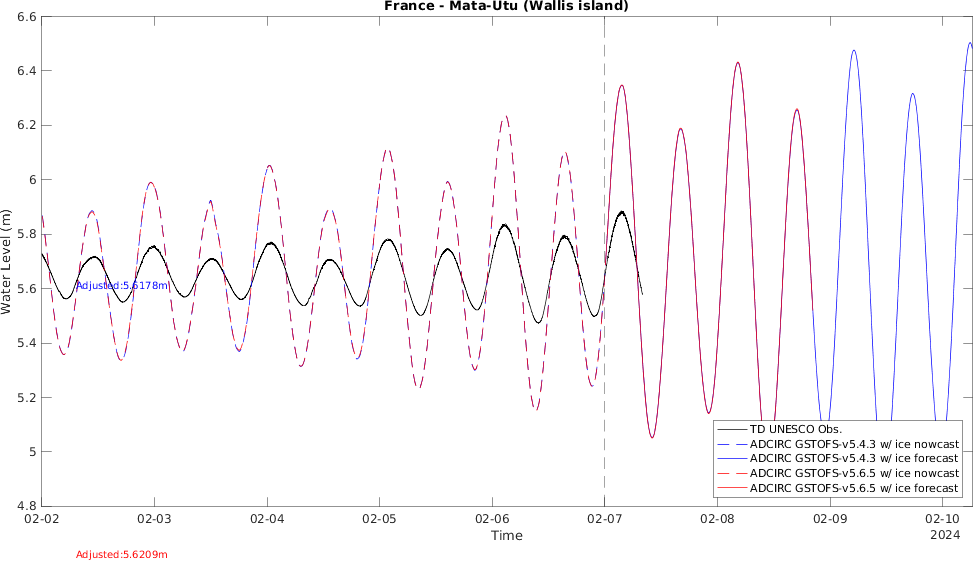 France - Mata-Utu (Wallis island)
6.6
6.4
6.2
6
5.8
5.6
5.4
5.2
5
4.8
Water Level (m)
Adjusted:5.6178m
TD UNESCO Obs.
ADCIRC GSTOFS-v5.4.3 w/ ice nowcast
ADCIRC GSTOFS-v5.4.3 w/ ice forecast
ADCIRC GSTOFS-v5.6.5 w/ ice nowcast
ADCIRC GSTOFS-v5.6.5 w/ ice forecast
02-02 02-03 02-04 02-05 02-06 02-07 02-08 02-09 02-10
2024
Time
Adjusted:5.6209m